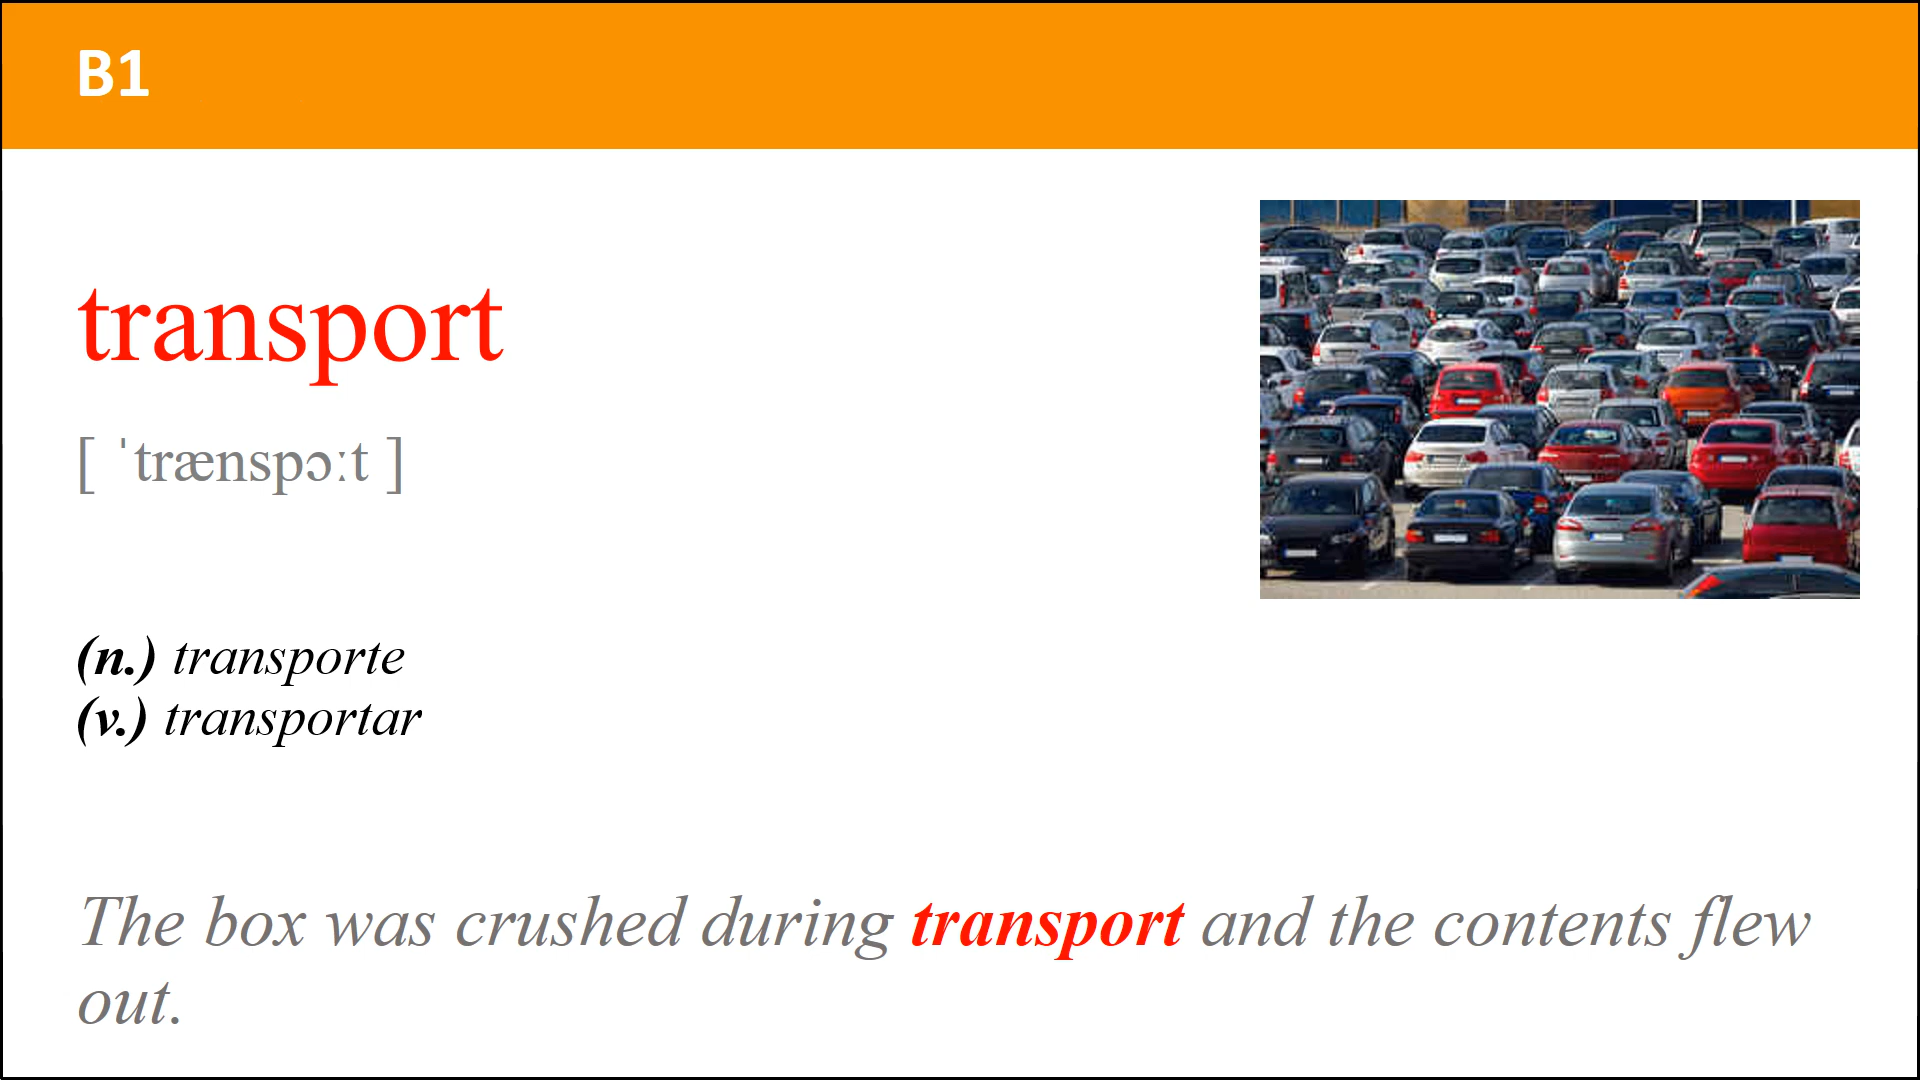 B1
transport
[ ˈtrænspɔːt ]
(n.) transporte
(v.) transportar
The box was crushed during transport and the contents flew
out.